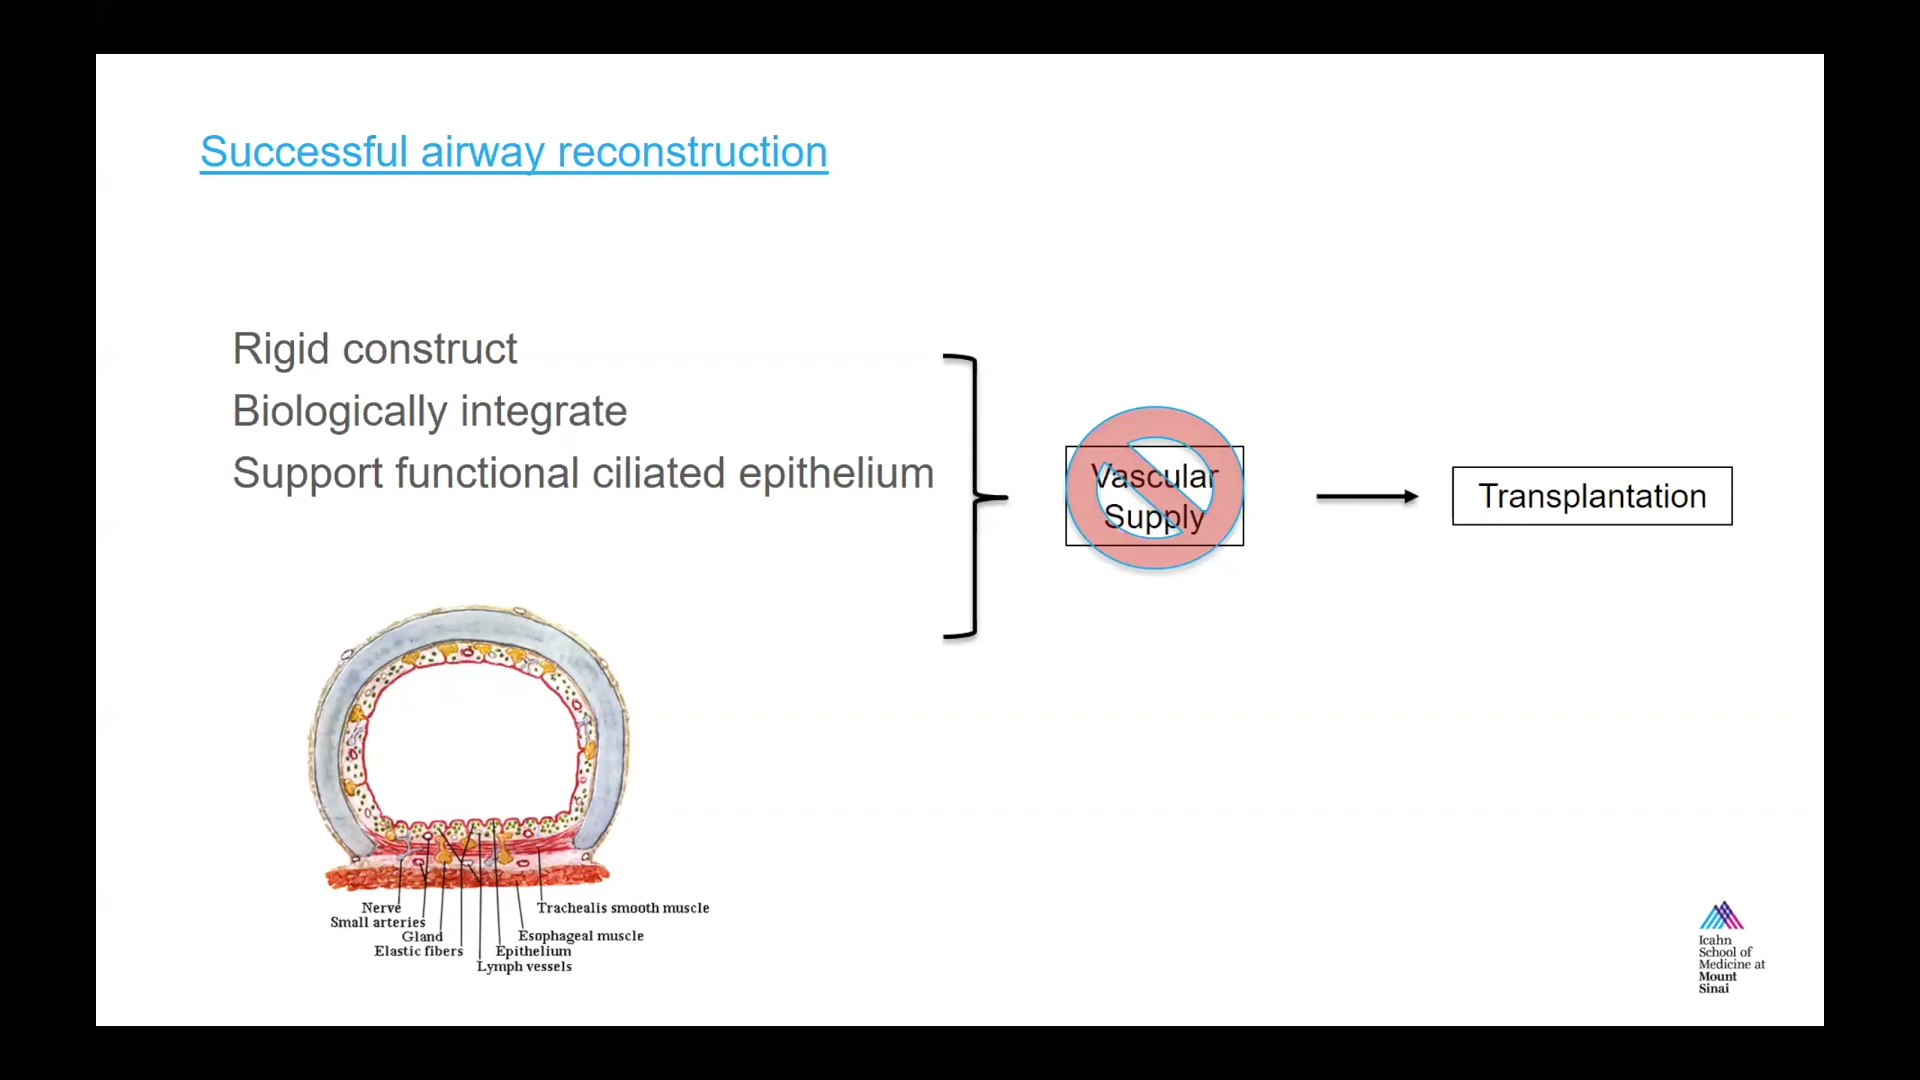 Successful airway reconstruction
Rigid construct
Biologically integrate
Support functional ciliated epithelium
Vascular
Supply
Transplantation
Nerve
Small arteries
Gland
Elastic fibers
Trachealis smooth muscle
Esophageal muscle
Epithelium
Lymph vessels
Icahn
School of
Medicine at
Mount
Sinai